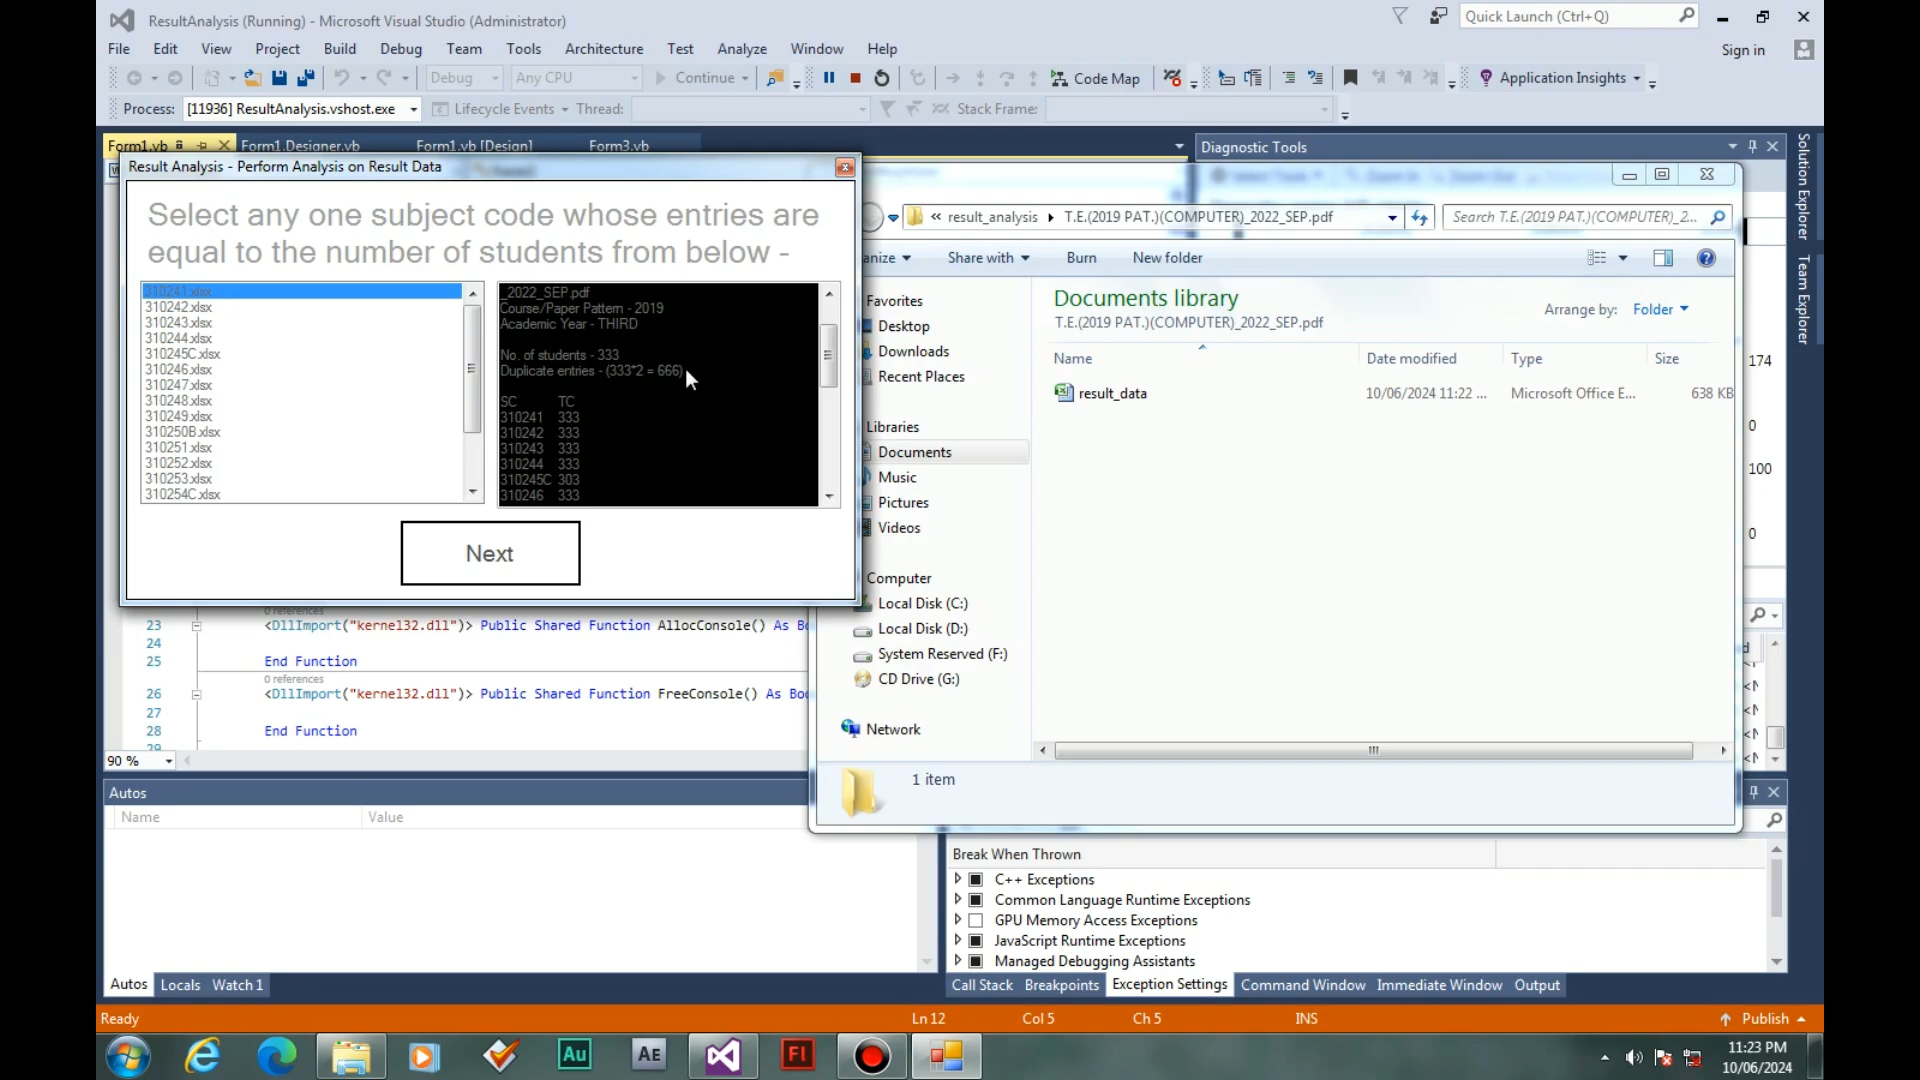 ResultAnalysis (Running) - Microsoft Visual Studio (Administrator)
Quick Launch (Ctrl+Q)
File Edit View Project Build Debug Team Tools Architecture Test Analyze Window Help
Sign in
Debug Any CPU Continue Code Map Application Insights
Process: [11936] ResultAnalysis.vshost.exe Lifecycle Events Thread: Stack Frame:
Form1.vb Form1.Designer.vb Form1.vb [Design] Form3.vb
Diagnostic Tools
Solution Explorer
Team Explorer
Result Analysis - Perform Analysis on Result Data
Select any one subject code whose entries are
equal to the number of students from below -
310241.xlsx
310242.xlsx
310243.xlsx
310244.xlsx
310245C.xlsx
310246.xlsx
310247.xlsx
310248.xlsx
310249.xlsx
310250B.xlsx
310251.xlsx
310252.xlsx
310253.xlsx
310254C.xlsx
_2022_SEP.pdf
Course/Paper Pattern - 2019
Academic Year - THIRD
No. of students - 333
Duplicate entries - (333*2 = 666)
SC TC
310241 333
310242 333
310243 333
310244 333
310245C 303
310246 333
Next
« result_analysis T.E.(2019 PAT.)(COMPUTER)_2022_SEP.pdf
Search T.E.(2019 PAT.)(COMPUTER)_2...
anize Share with Burn New folder
Favorites
Desktop
Downloads
Recent Places
Libraries
Documents
Music
Pictures
Videos
Computer
Local Disk (C:)
Local Disk (D:)
System Reserved (F:)
CD Drive (G:)
Network
Documents library
T.E.(2019 PAT.)(COMPUTER)_2022_SEP.pdf
Arrange by: Folder
Name Date modified Type Size
result_data 10/06/2024 11:22 ... Microsoft Office E... 638 KB
1 item
174
0
100
0
0 references
23 <DllImport("kernel32.dll")> Public Shared Function AllocConsole() As Bo
24
25 End Function
0 references
26 <DllImport("kernel32.dll")> Public Shared Function FreeConsole() As Boo
27
28 End Function
29
90 %
Autos
Name Value
Autos Locals Watch 1
Break When Thrown
C++ Exceptions
Common Language Runtime Exceptions
GPU Memory Access Exceptions
JavaScript Runtime Exceptions
Managed Debugging Assistants
Call Stack Breakpoints Exception Settings Command Window Immediate Window Output
Ready Ln 12 Col 5 Ch 5 INS Publish
Au AE Fl
11:23 PM
10/06/2024